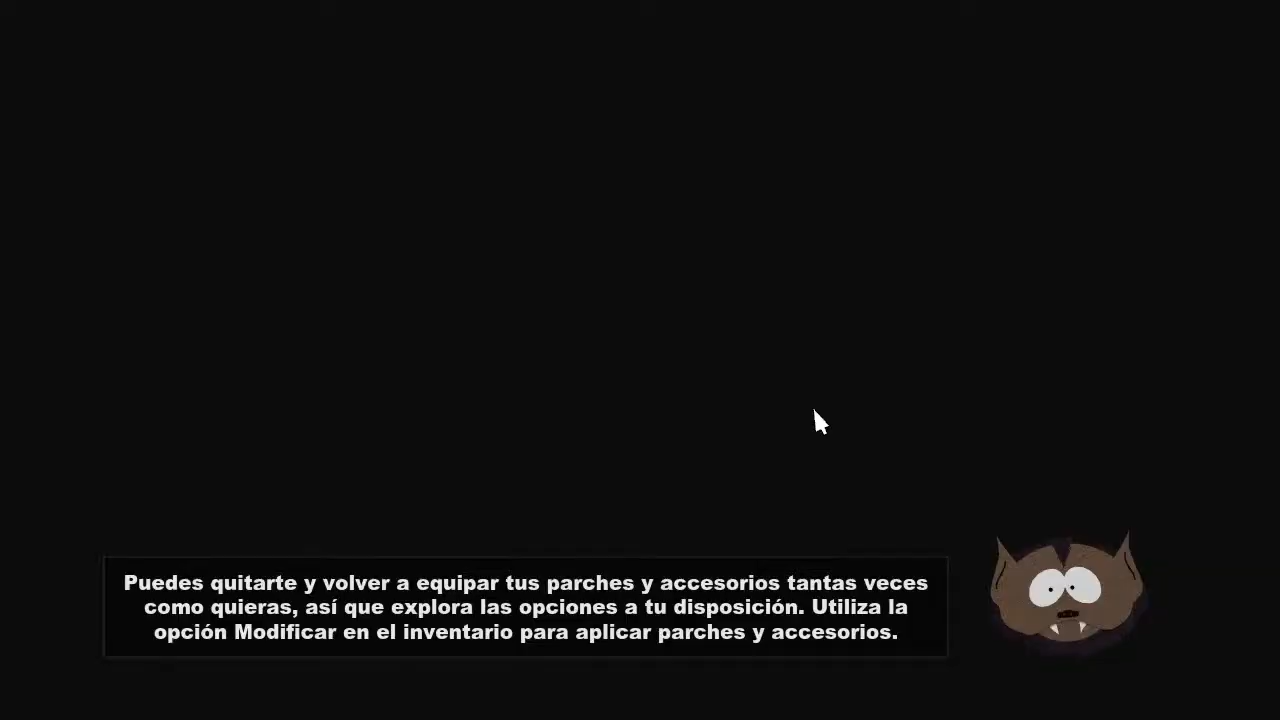 Puedes quitarte y volver a equipar tus parches y accesorios tantas veces
como quieras, así que explora las opciones a tu disposición. Utiliza la
opción Modificar en el inventario para aplicar parches y accesorios.